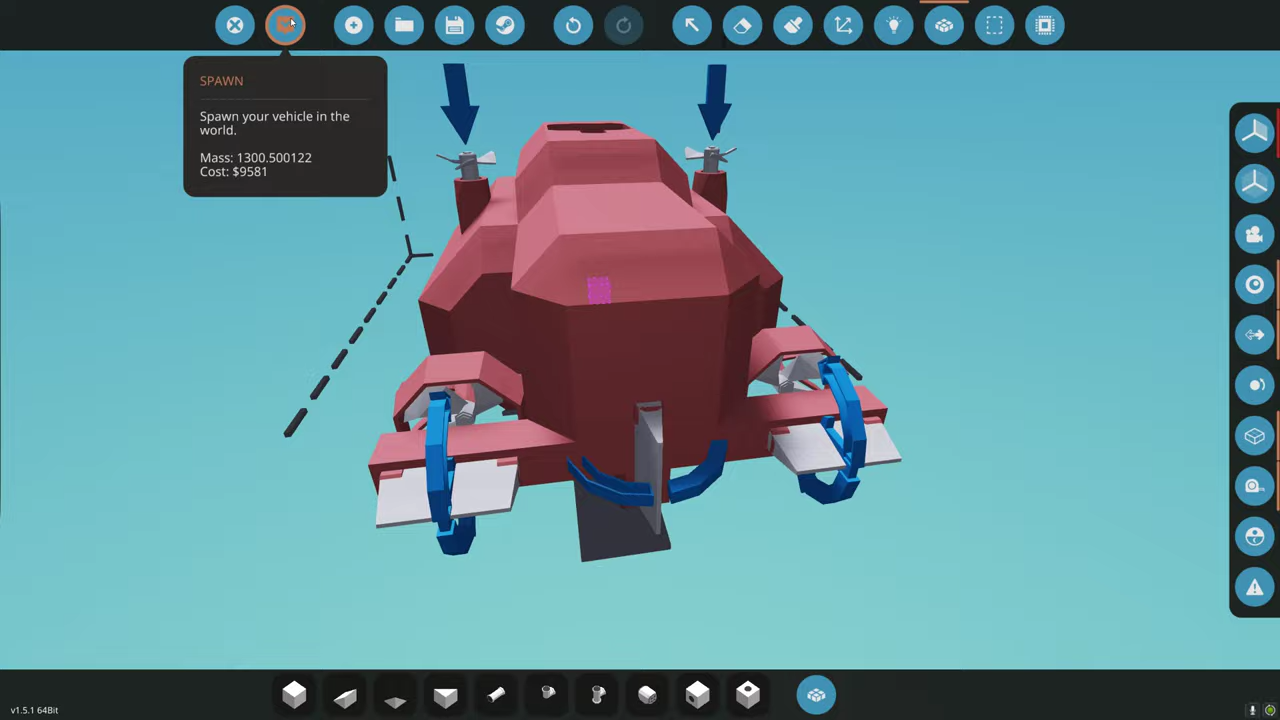 SPAWN
Spawn your vehicle in the
world.
Mass: 1300.500122
Cost: $9581
v1.5.1 64Bit